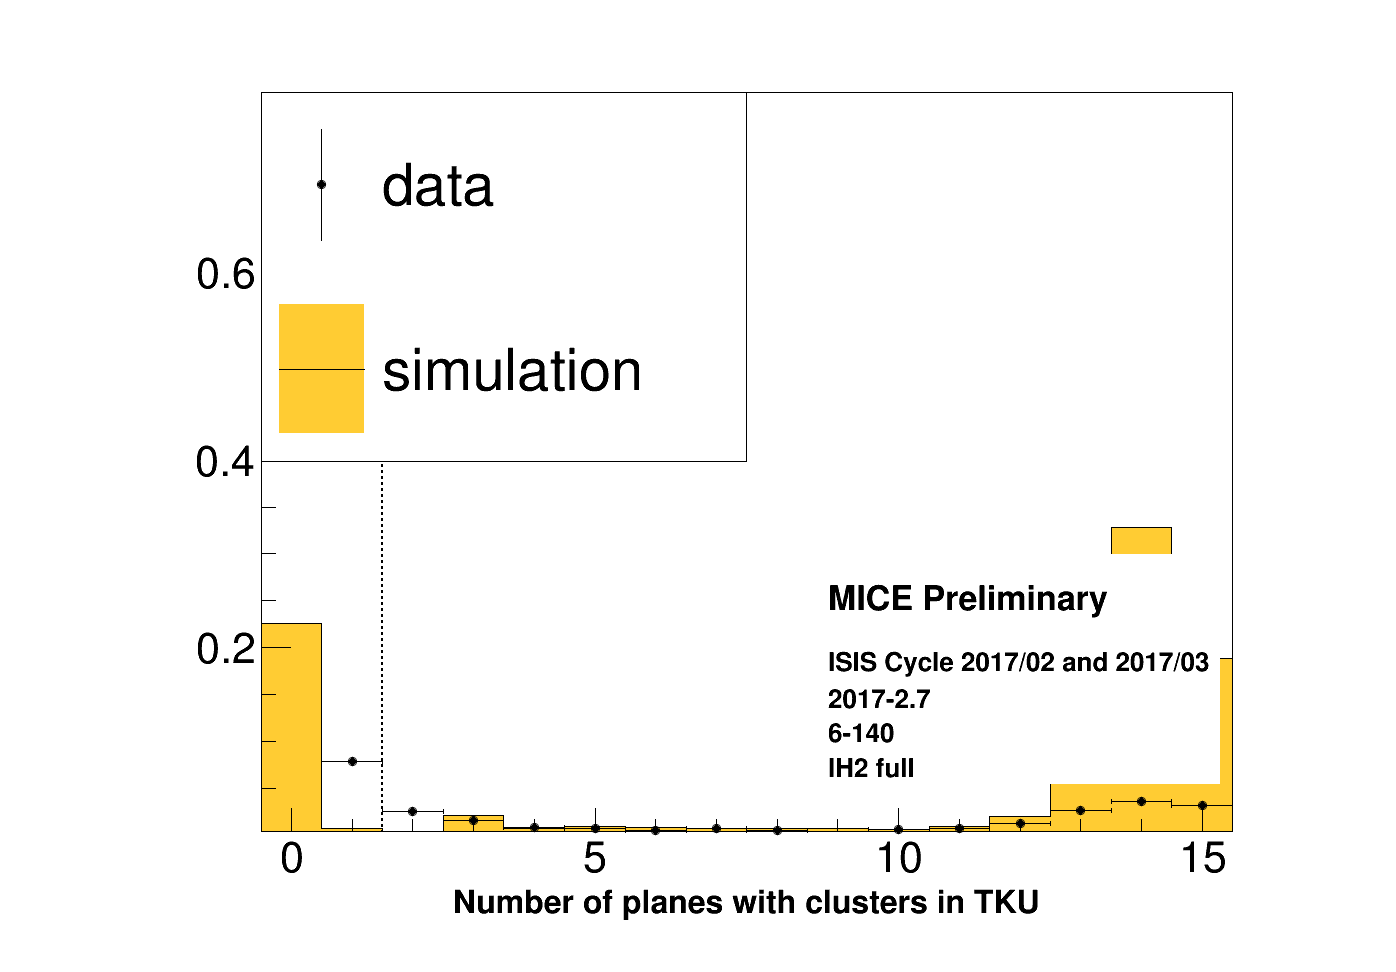 data
simulation
0.6
0.4
0.2
MICE Preliminary
ISIS Cycle 2017/02 and 2017/03
2017-2.7
6-140
IH2 full
0 5 10 15
Number of planes with clusters in TKU